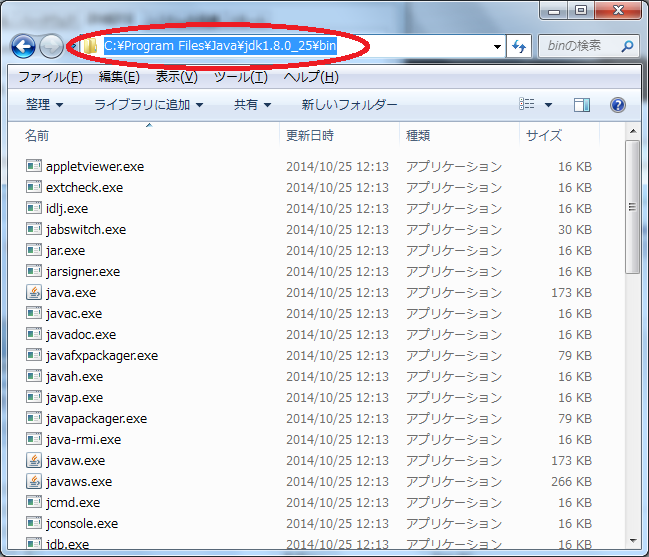 C:¥Program Files¥Java¥jdk1.8.0_25¥bin binの検索
ファイル(F) 編集(E) 表示(V) ツール(T) ヘルプ(H)
整理 ライブラリに追加 共有 新しいフォルダー
名前 更新日時 種類 サイズ
appletviewer.exe 2014/10/25 12:13 アプリケーション 16 KB
extcheck.exe 2014/10/25 12:13 アプリケーション 16 KB
idlj.exe 2014/10/25 12:13 アプリケーション 16 KB
jabswitch.exe 2014/10/25 12:13 アプリケーション 30 KB
jar.exe 2014/10/25 12:13 アプリケーション 16 KB
jarsigner.exe 2014/10/25 12:13 アプリケーション 16 KB
java.exe 2014/10/25 12:13 アプリケーション 173 KB
javac.exe 2014/10/25 12:13 アプリケーション 16 KB
javadoc.exe 2014/10/25 12:13 アプリケーション 16 KB
javafxpackager.exe 2014/10/25 12:13 アプリケーション 79 KB
javah.exe 2014/10/25 12:13 アプリケーション 16 KB
javap.exe 2014/10/25 12:13 アプリケーション 16 KB
javapackager.exe 2014/10/25 12:13 アプリケーション 79 KB
java-rmi.exe 2014/10/25 12:13 アプリケーション 16 KB
javaw.exe 2014/10/25 12:13 アプリケーション 173 KB
javaws.exe 2014/10/25 12:13 アプリケーション 266 KB
jcmd.exe 2014/10/25 12:13 アプリケーション 16 KB
jconsole.exe 2014/10/25 12:13 アプリケーション 16 KB
jdb.exe 2014/10/25 12:13 アプリケーション 16 KB